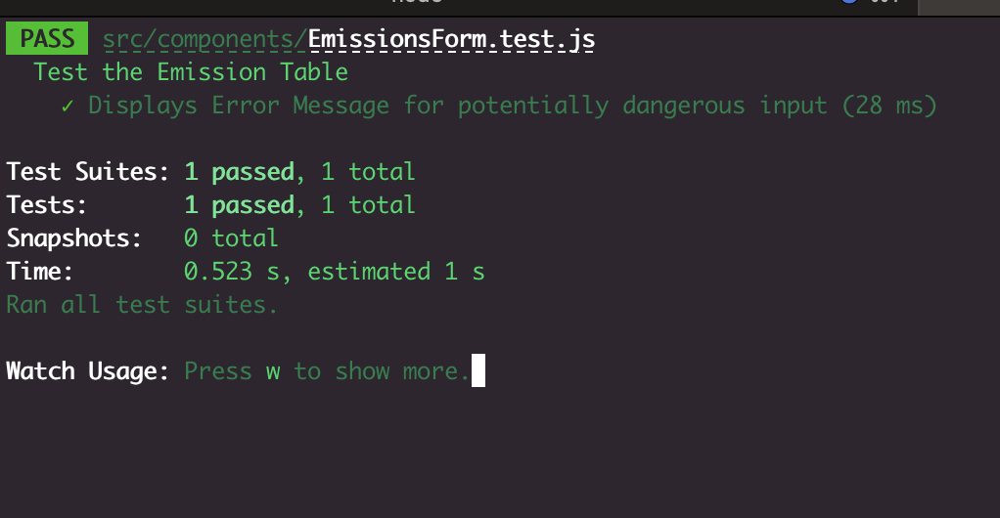 PASS src/components/EmissionsForm.test.js
Test the Emission Table
✓ Displays Error Message for potentially dangerous input (28 ms)
Test Suites: 1 passed, 1 total
Tests: 1 passed, 1 total
Snapshots: 0 total
Time: 0.523 s, estimated 1 s
Ran all test suites.
Watch Usage: Press w to show more.